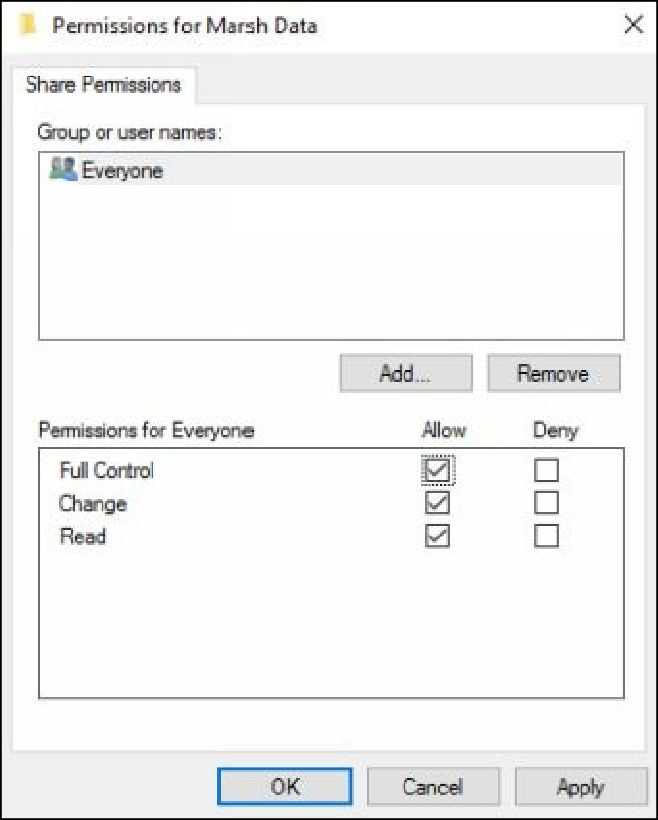 Permissions for Marsh Data
Share Permissions
Group or user names:
Everyone
Add... Remove
Permissions for Everyone Allow Deny
Full Control
Change
Read
OK Cancel Apply